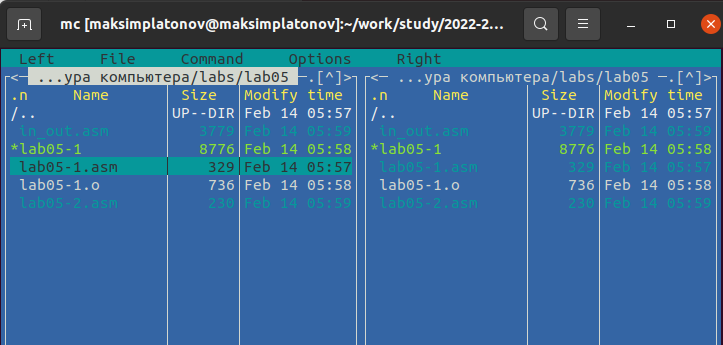 mc [maksimplatonov@maksimplatonov]:~/work/study/2022-2...
Left File Command Options Right
<─ ...ура компьютера/labs/lab05 ─.[^]> <─ ...ура компьютера/labs/lab05 ─.[^]>
.n Name Size Modify time .n Name Size Modify time
/.. UP--DIR Feb 14 05:57 /.. UP--DIR Feb 14 05:57
in_out.asm 3779 Feb 14 05:59 in_out.asm 3779 Feb 14 05:59
*lab05-1 8776 Feb 14 05:58 *lab05-1 8776 Feb 14 05:58
lab05-1.asm 329 Feb 14 05:57 lab05-1.asm 329 Feb 14 05:57
lab05-1.o 736 Feb 14 05:58 lab05-1.o 736 Feb 14 05:58
lab05-2.asm 230 Feb 14 05:59 lab05-2.asm 230 Feb 14 05:59